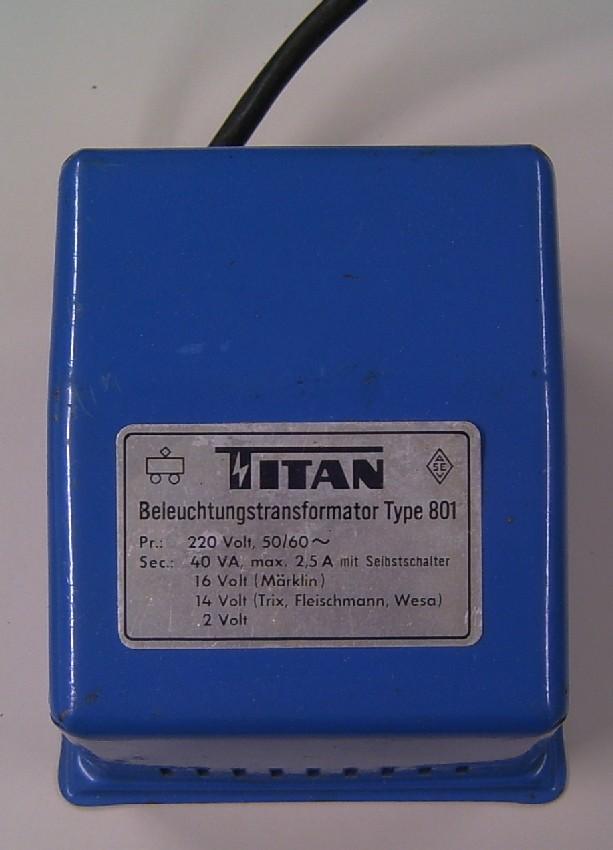 TITAN
ASEV
Beleuchtungstransformator Type 801
Pr.: 220 Volt, 50/60 ~
Sec.: 40 VA, max. 2,5 A mit Selbstschalter
16 Volt (Märklin)
14 Volt (Trix, Fleischmann, Wesa)
2 Volt